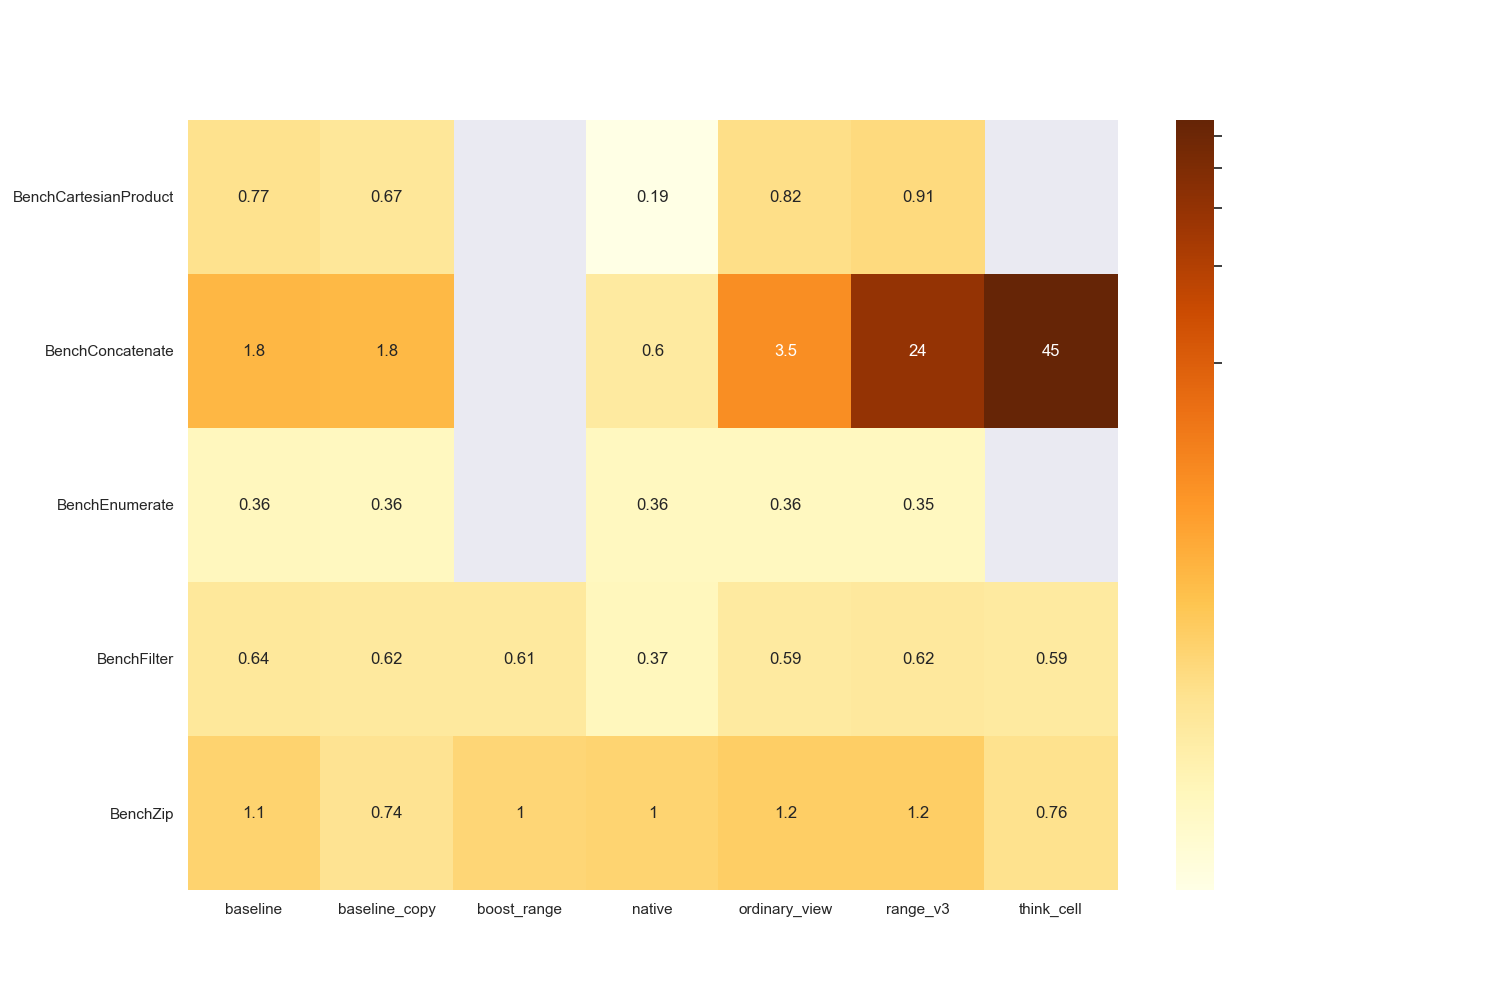 BenchCartesianProduct 0.77 0.67 0.19 0.82 0.91
BenchConcatenate 1.8 1.8 0.6 3.5 24 45
BenchEnumerate 0.36 0.36 0.36 0.36 0.35
BenchFilter 0.64 0.62 0.61 0.37 0.59 0.62 0.59
BenchZip 1.1 0.74 1 1 1.2 1.2 0.76
baseline baseline_copy boost_range native ordinary_view range_v3 think_cell